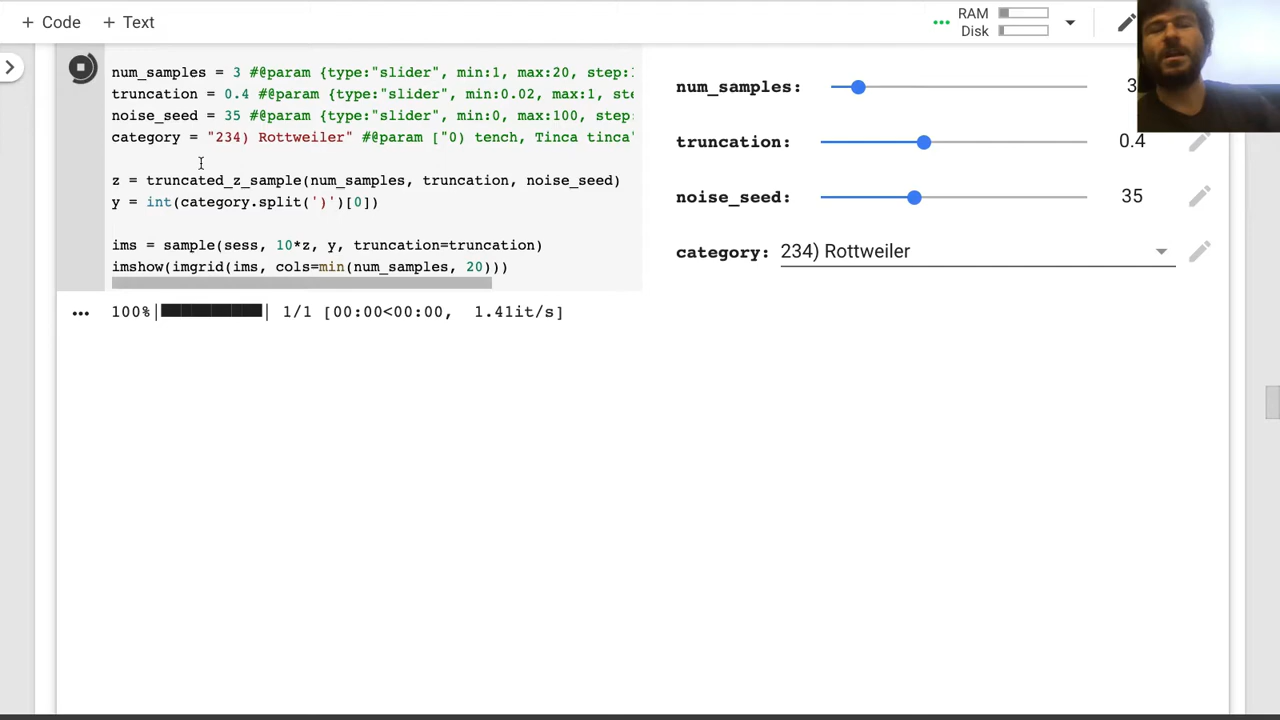 + Code + Text
RAM
Disk
num_samples = 3 #@param {type:"slider", min:1, max:20, step:
truncation = 0.4 #@param {type:"slider", min:0.02, max:1, ste
noise_seed = 35 #@param {type:"slider", min:0, max:100, step:
category = "234) Rottweiler" #@param ["0) tench, Tinca tinca"
z = truncated_z_sample(num_samples, truncation, noise_seed)
y = int(category.split(')')[0])
ims = sample(sess, 10*z, y, truncation=truncation)
imshow(imgrid(ims, cols=min(num_samples, 20)))
num_samples: 3
truncation: 0.4
noise_seed: 35
category: 234) Rottweiler
100%| | 1/1 [00:00<00:00, 1.41it/s]